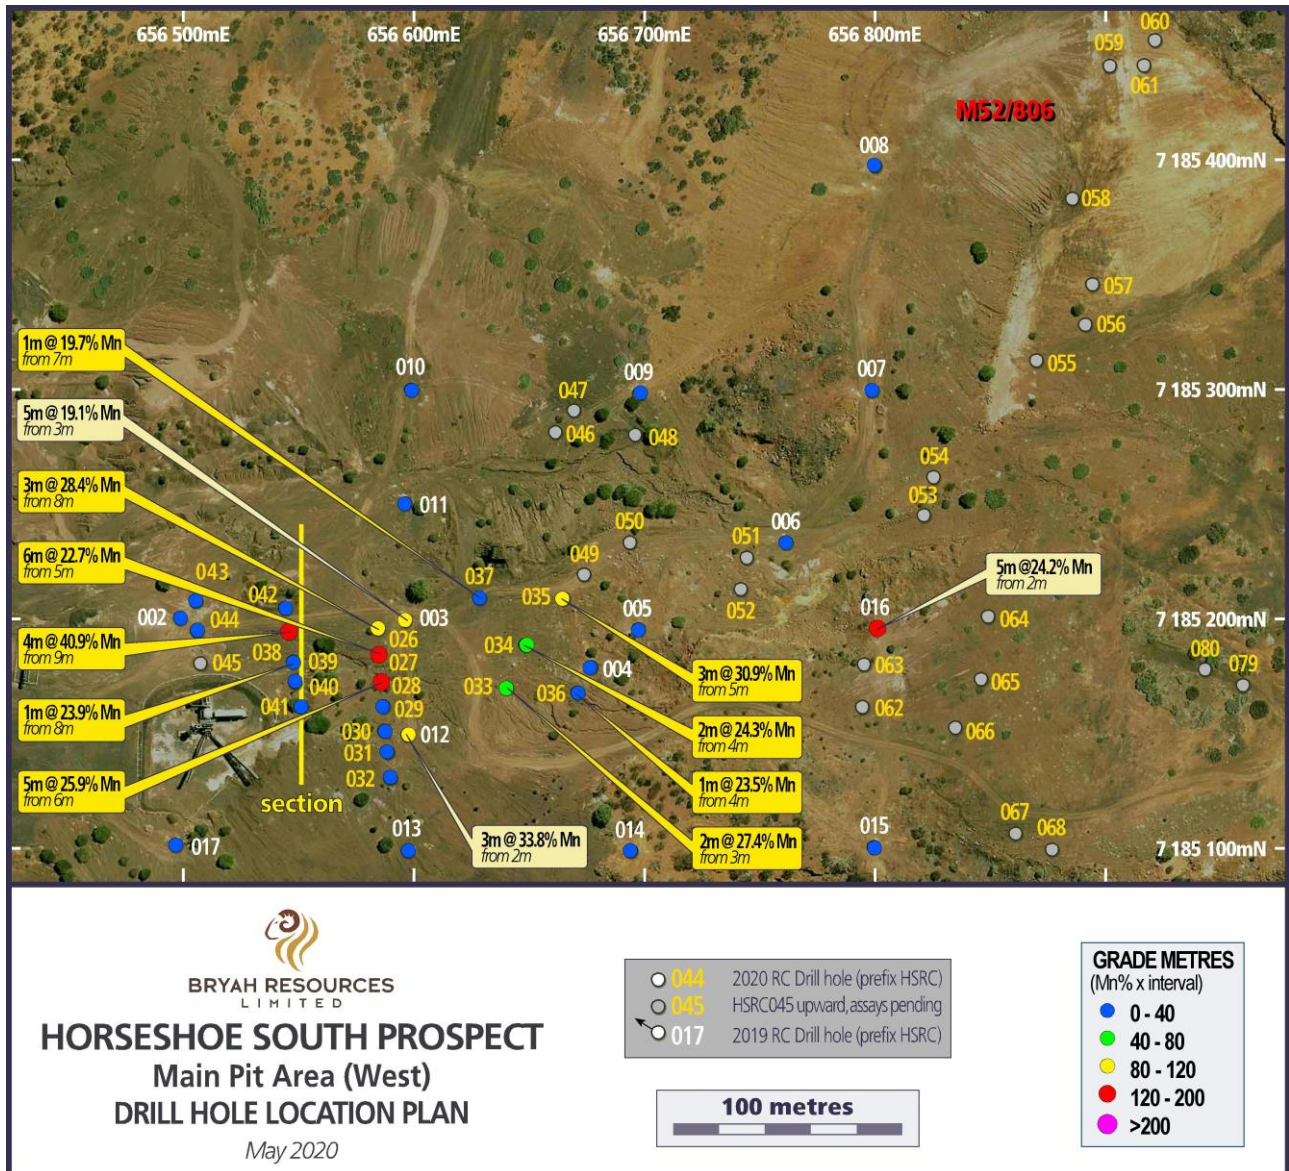 656 500mE
656 600mE
656 700mE
656 800mE
060
059
061
M52/806
008
7 185 400mN
058
057
056
055
1m @ 19.7% Mn
from 7m
010
009
007
7 185 300mN
047
046
048
5m @ 19.1% Mn
from 3m
3m @ 28.4% Mn
from 8m
011
054
053
050
051
006
6m @ 22.7% Mn
from 5m
043
042
037
049
035
052
5m @24.2% Mn
from 2m
002
044
003
005
016
064
7 185 200mN
026
4m @ 40.9% Mn
from 9m
038
039
027
034
004
063
080
079
045
040
028
033
036
3m @ 30.9% Mn
from 5m
065
1m @ 23.9% Mn
from 8m
041
029
062
066
030
012
2m @ 24.3% Mn
from 4m
031
032
5m @ 25.9% Mn
from 6m
section
1m @ 23.5% Mn
from 4m
017
013
3m @ 33.8% Mn
from 2m
014
2m @ 27.4% Mn
from 3m
015
067
068
7 185 100mN
BRYAH RESOURCES
LIMITED
HORSESHOE SOUTH PROSPECT
Main Pit Area (West)
DRILL HOLE LOCATION PLAN
May 2020
044 2020 RC Drill hole (prefix HSRC)
045 HSRC045 upward, assays pending
017 2019 RC Drill hole (prefix HSRC)
100 metres
GRADE METRES
(Mn% x interval)
0 - 40
40 - 80
80 - 120
120 - 200
>200